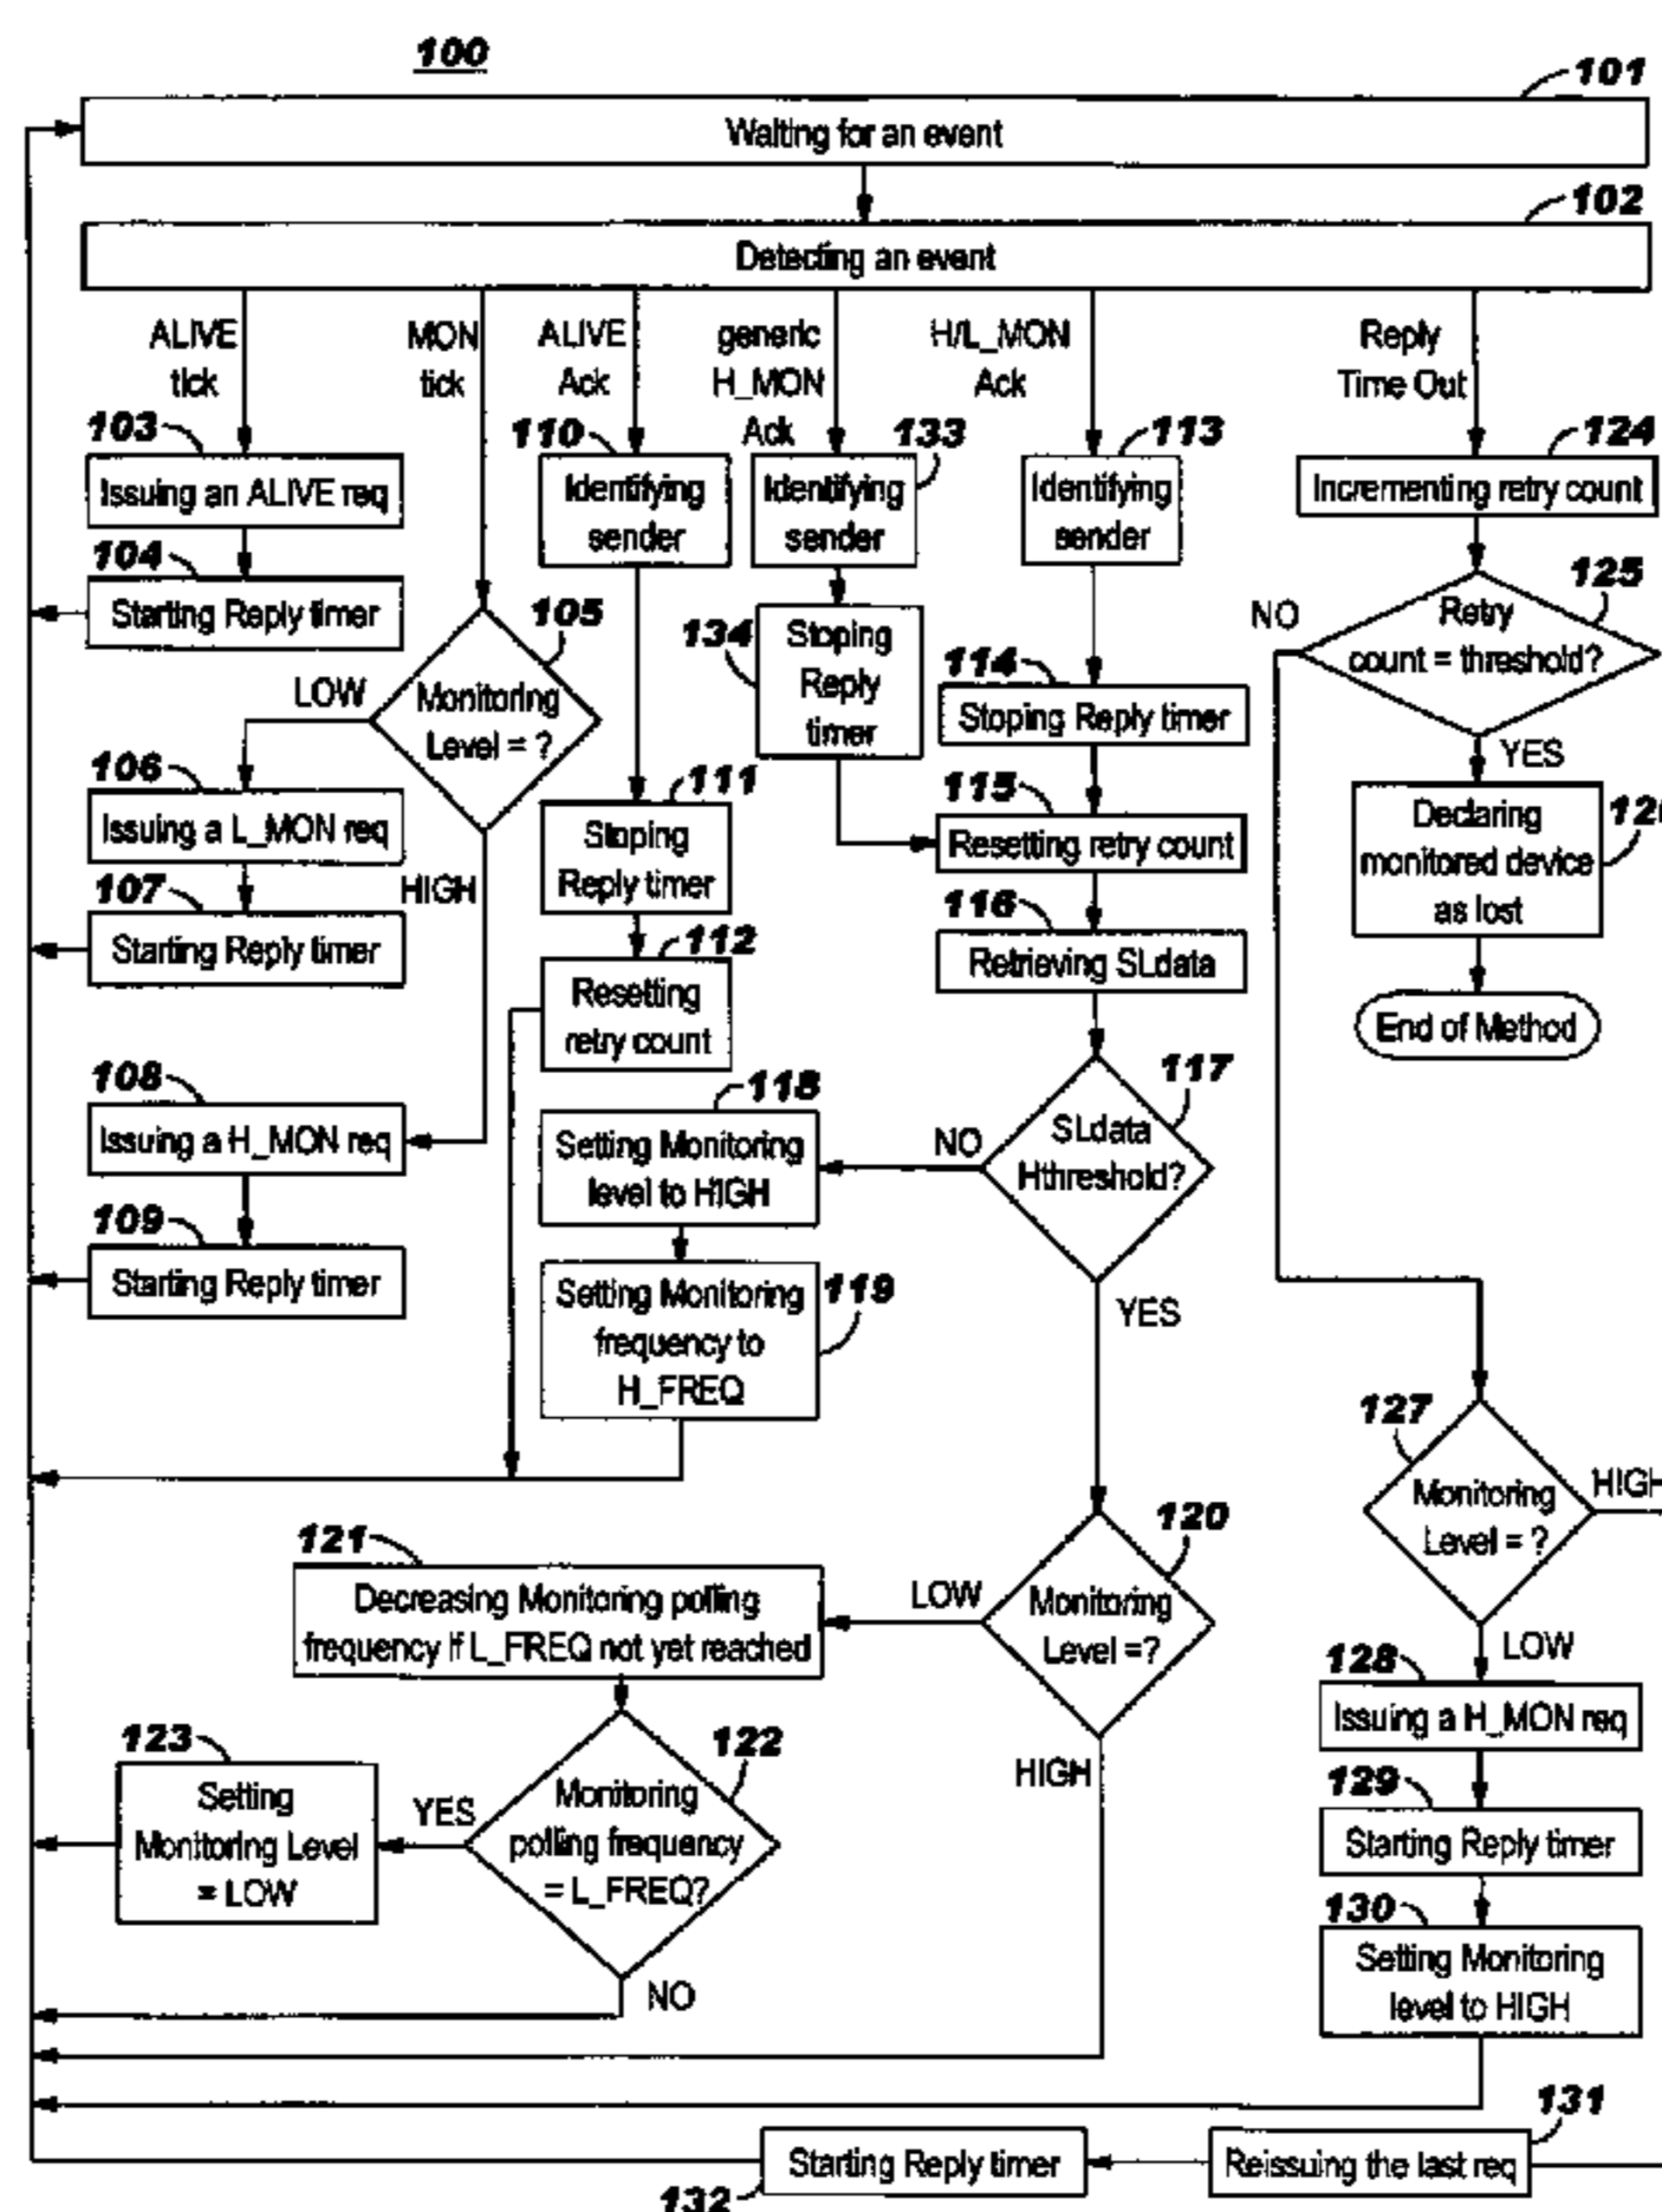 100
101
Waiting for an event
102
Detecting an event
ALIVE
tick
MON
tick
ALIVE
Ack
generic
H_MON
Ack
H/L_MON
Ack
Reply
Time Out
103
Issuing an ALIVE req
104
Starting Reply timer
105
Monitoring
Level = ?
LOW
HIGH
106
Issuing a L_MON req
107
Starting Reply timer
108
Issuing a H_MON req
109
Starting Reply timer
110
Identifying
sender
111
Stoping
Reply timer
112
Resetting
retry count
133
Identifying
sender
134
Stoping
Reply
timer
113
Identifying
sender
114
Stoping Reply timer
115
Resetting retry count
116
Retrieving SLdata
117
SLdata
Hthreshold?
NO
YES
118
Setting Monitoring
level to HIGH
119
Setting Monitoring
frequency to
H_FREQ
120
Monitoring
Level =?
LOW
HIGH
121
Decreasing Monitoring polling
frequency if L_FREQ not yet reached
122
Monitoring
polling frequency
= L_FREQ?
YES
NO
123
Setting
Monitoring Level
= LOW
124
Incrementing retry count
125
Retry
count = threshold?
NO
YES
Declaring
monitored device
as lost
End of Method
127
Monitoring
Level = ?
HIGH
LOW
128
Issuing a H_MON req
129
Starting Reply timer
130
Setting Monitoring
level to HIGH
131
Reissuing the last req
Starting Reply timer
132